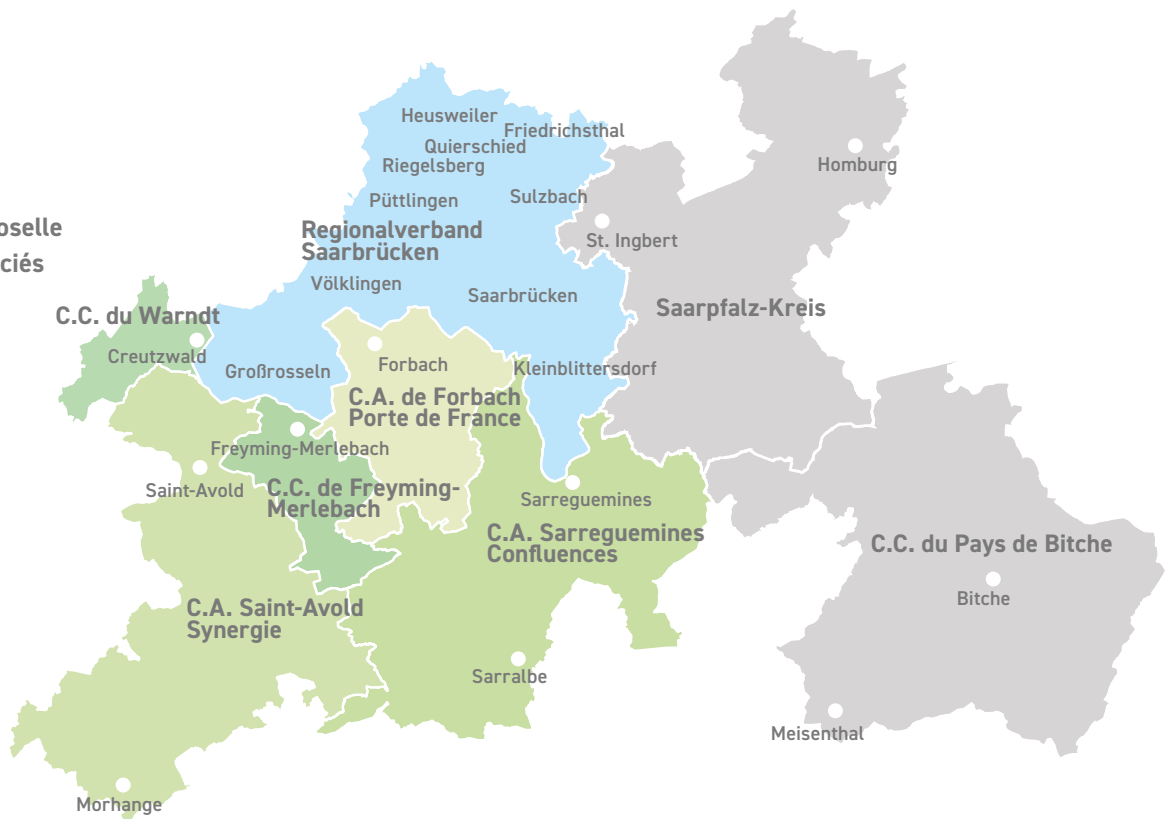 Heusweiler
Friedrichsthal
Quierschied
Riegelsberg
Homburg
Püttlingen
Sulzbach
oselle
Regionalverband
Saarbrücken
St. Ingbert
ciés
Völklingen
Saarbrücken
Saarpfalz-Kreis
C.C. du Warndt
Creutzwald
Großrosseln
Forbach
Kleinblittersdorf
C.A. de Forbach
Porte de France
Freyming-Merlebach
Saint-Avold
C.C. de Freyming-
Merlebach
Sarreguemines
C.A. Sarreguemines
Confluences
C.C. du Pays de Bitche
Bitche
C.A. Saint-Avold
Synergie
Sarralbe
Meisenthal
Morhange